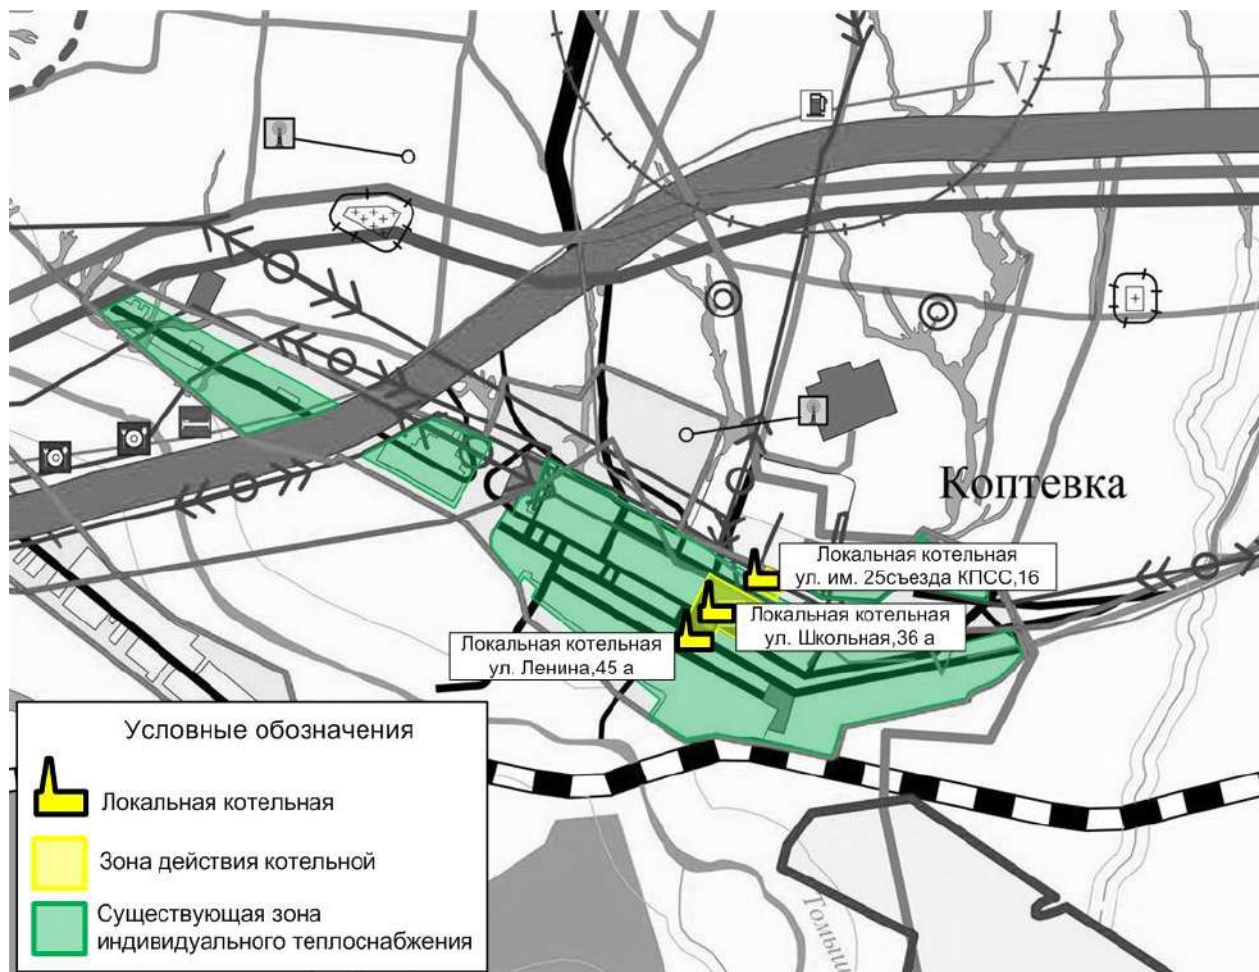 V
Коптевка
Локальная котельная
ул. им. 25съезда КПСС,16
Локальная котельная
ул. Школьная,36 а
Локальная котельная
ул. Ленина,45 а
Условные обозначения
Локальная котельная
Зона действия котельной
Существующая зона
индивидуального теплоснабжения
Томыш